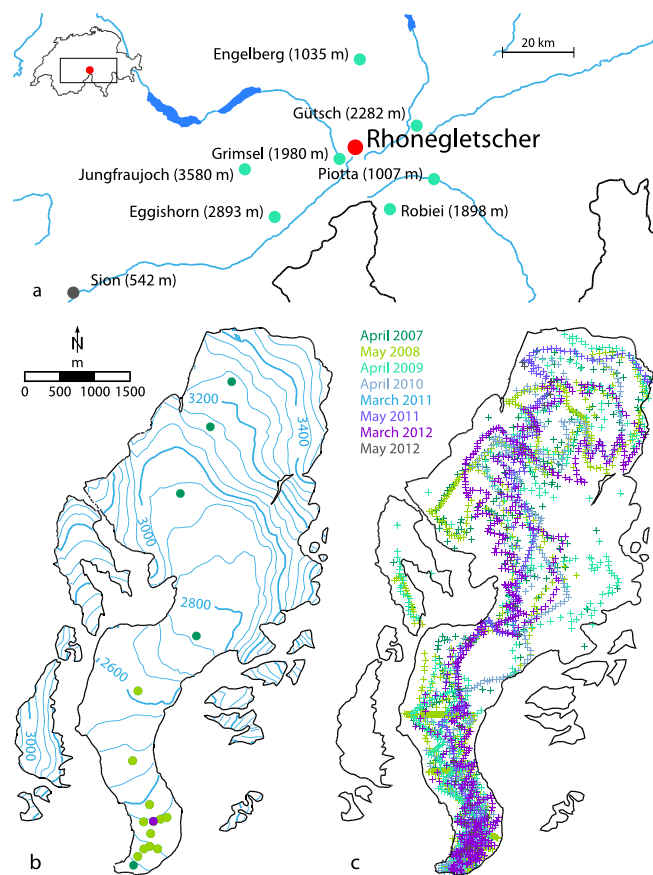 20 km
Engelberg (1035 m)
Gütsch (2282 m)
Rhonegletscher
Grimsel (1980 m)
Jungfraujoch (3580 m)
Piotta (1007 m)
Eggishorn (2893 m)
Robiei (1898 m)
Sion (542 m)
a
N
m
0 500 1000 1500
April 2007
May 2008
April 2009
April 2010
March 2011
May 2011
March 2012
May 2012
3200
3400
3000
2800
2600
3000
b
c